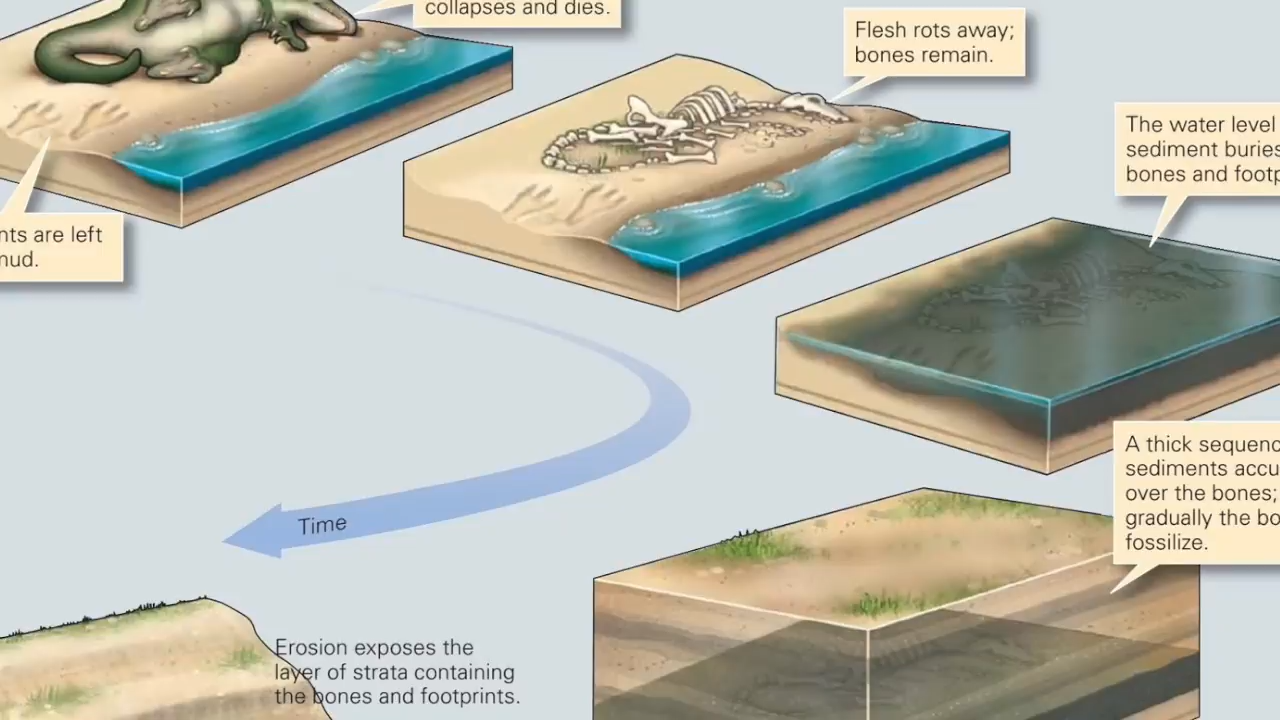 collapses and dies.
Flesh rots away;
bones remain.
The water level
sediment buries
bones and footp
nts are left
mud.
A thick sequenc
sediments accu
over the bones;
gradually the bo
fossilize.
Time
Erosion exposes the
layer of strata containing
the bones and footprints.